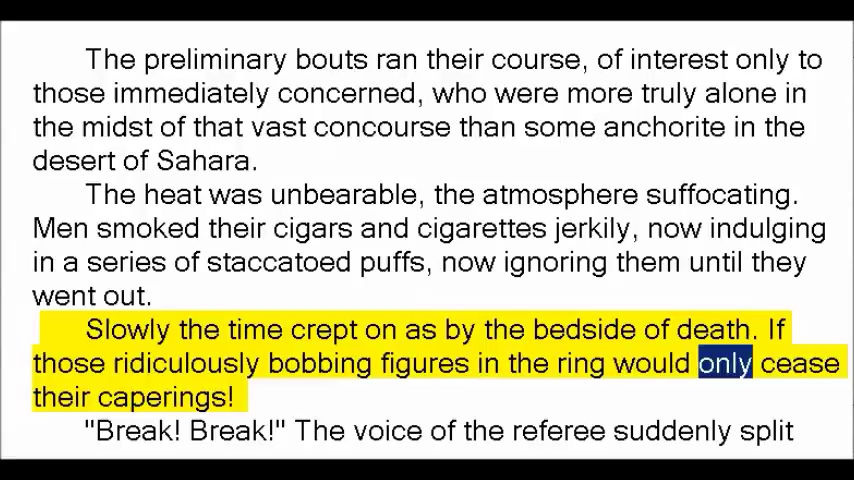 The preliminary bouts ran their course, of interest only to
those immediately concerned, who were more truly alone in
the midst of that vast concourse than some anchorite in the
desert of Sahara.
The heat was unbearable, the atmosphere suffocating.
Men smoked their cigars and cigarettes jerkily, now indulging
in a series of staccatoed puffs, now ignoring them until they
went out.
Slowly the time crept on as by the bedside of death. If
those ridiculously bobbing figures in the ring would only cease
their caperings!
"Break! Break!" The voice of the referee suddenly split